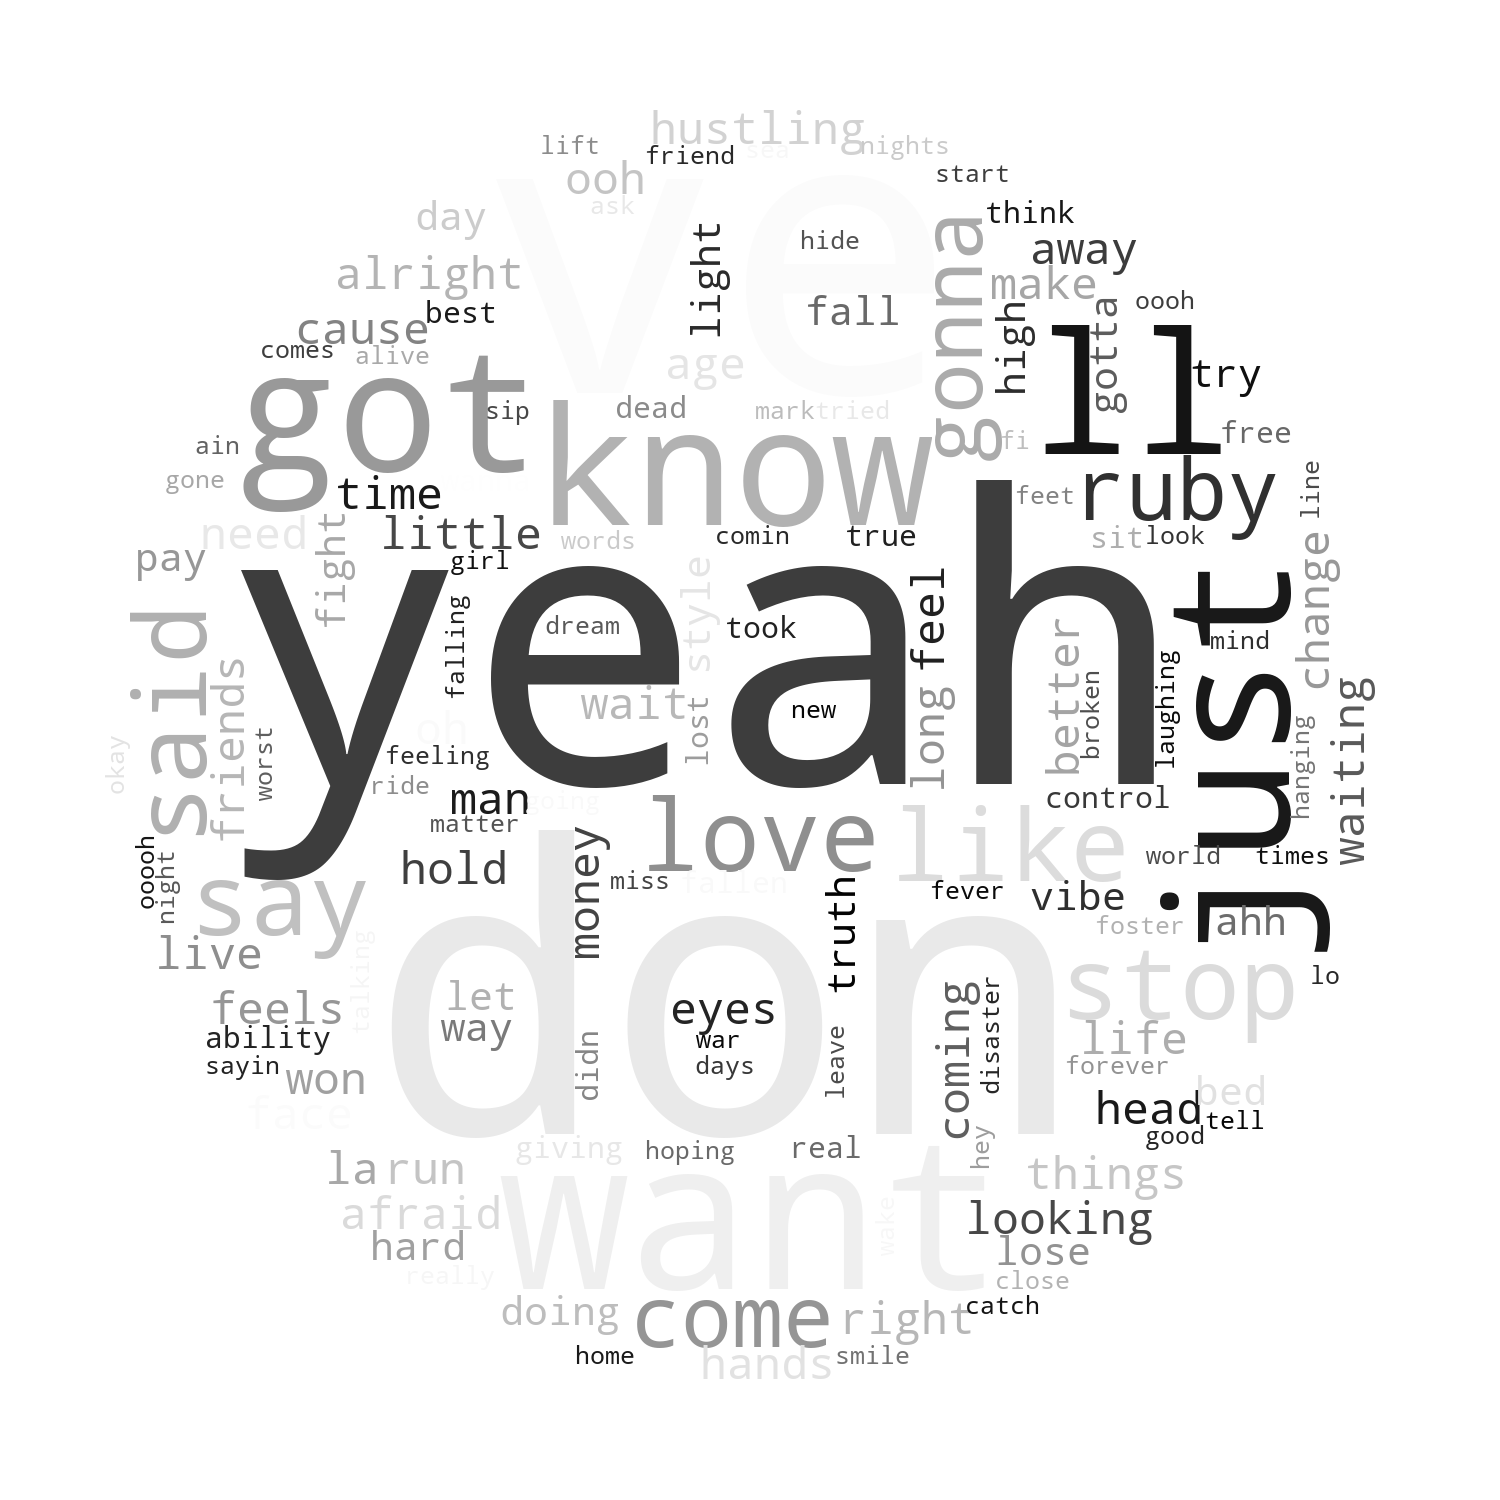 hustling
lift
friend
sea
nights
ooh
start
ask
day
think
ve
light
hide
away
gonna
alright
make
best
fall
high
gotta
oooh
cause
comes
alive
age
ll
try
got
sip
dead
mark
tried
know
ain
fi
free
gone
time
feet
ruby
line
need
little
words
comin
true
sit
look
pay
fight
girl
yeah
falling
dream
style
took
feel
mind
change
said
friends
wait
lost
new
long
better
broken
laughing
just
oh
okay
worst
feeling
ride
hanging
waiting
man
going
control
matter
love
like
oooh
night
hold
money
miss
fallen
truth
fever
vibe
world
times
say
don
foster
ahh
live
talking
stop
lo
feels
let
way
eyes
coming
disaster
ability
war
life
sayin
days
didn
leave
forever
won
bed
face
head
tell
good
giving
hoping
real
hey
la
run
want
things
afraid
wake
looking
hard
lose
really
close
doing
come
right
catch
home
hands
smile